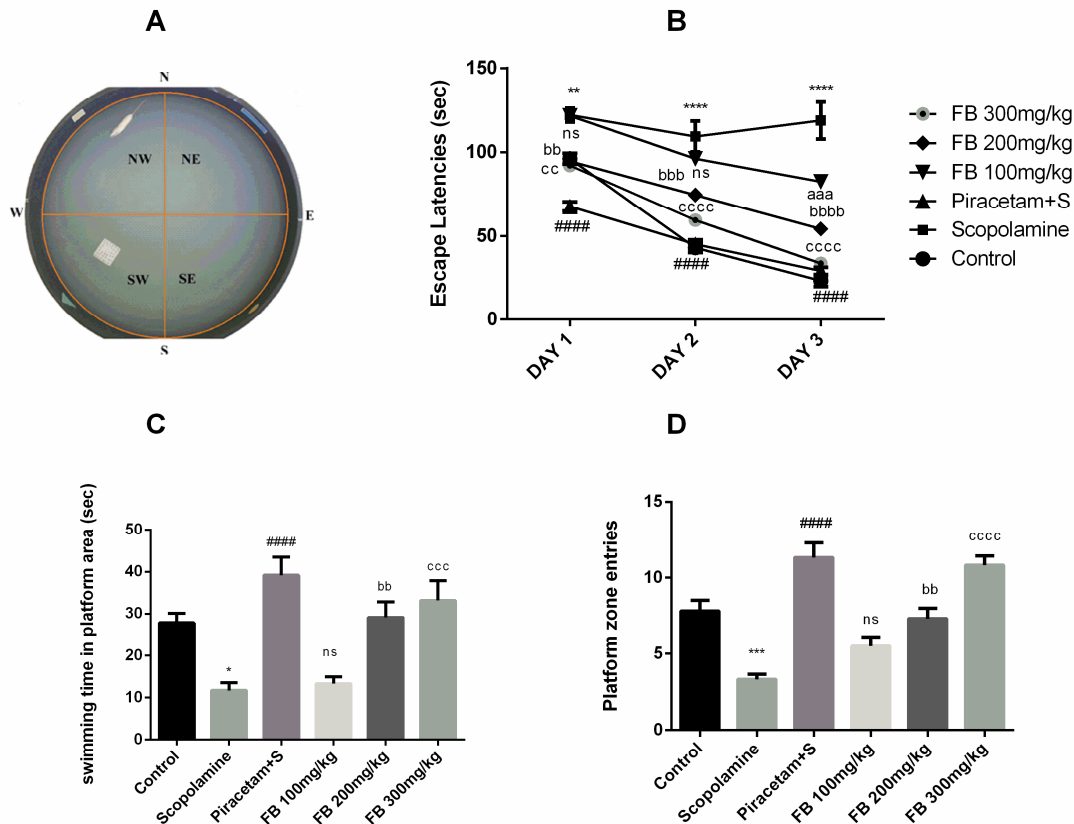 A
N
NW NE
W E
SW SE
S
B
Escape Latencies (sec)
150
100
50
0
** **** ****
ns
bb
cc
bbb ns
cccc
aaa
bbbb
cccc
####
####
####
DAY 1 DAY 2 DAY 3
FB 300mg/kg
FB 200mg/kg
FB 100mg/kg
Piracetam+S
Scopolamine
Control
C
swimming time in platform area (sec)
50
40
30
20
10
0
* #### ns bb ccc
Control Scopolamine Piracetam+S FB 100mg/kg FB 200mg/kg FB 300mg/kg
D
Platform zone entries
15
10
5
0
*** #### ns bb cccc
Control Scopolamine Piracetam+S FB 100mg/kg FB 200mg/kg FB 300mg/kg